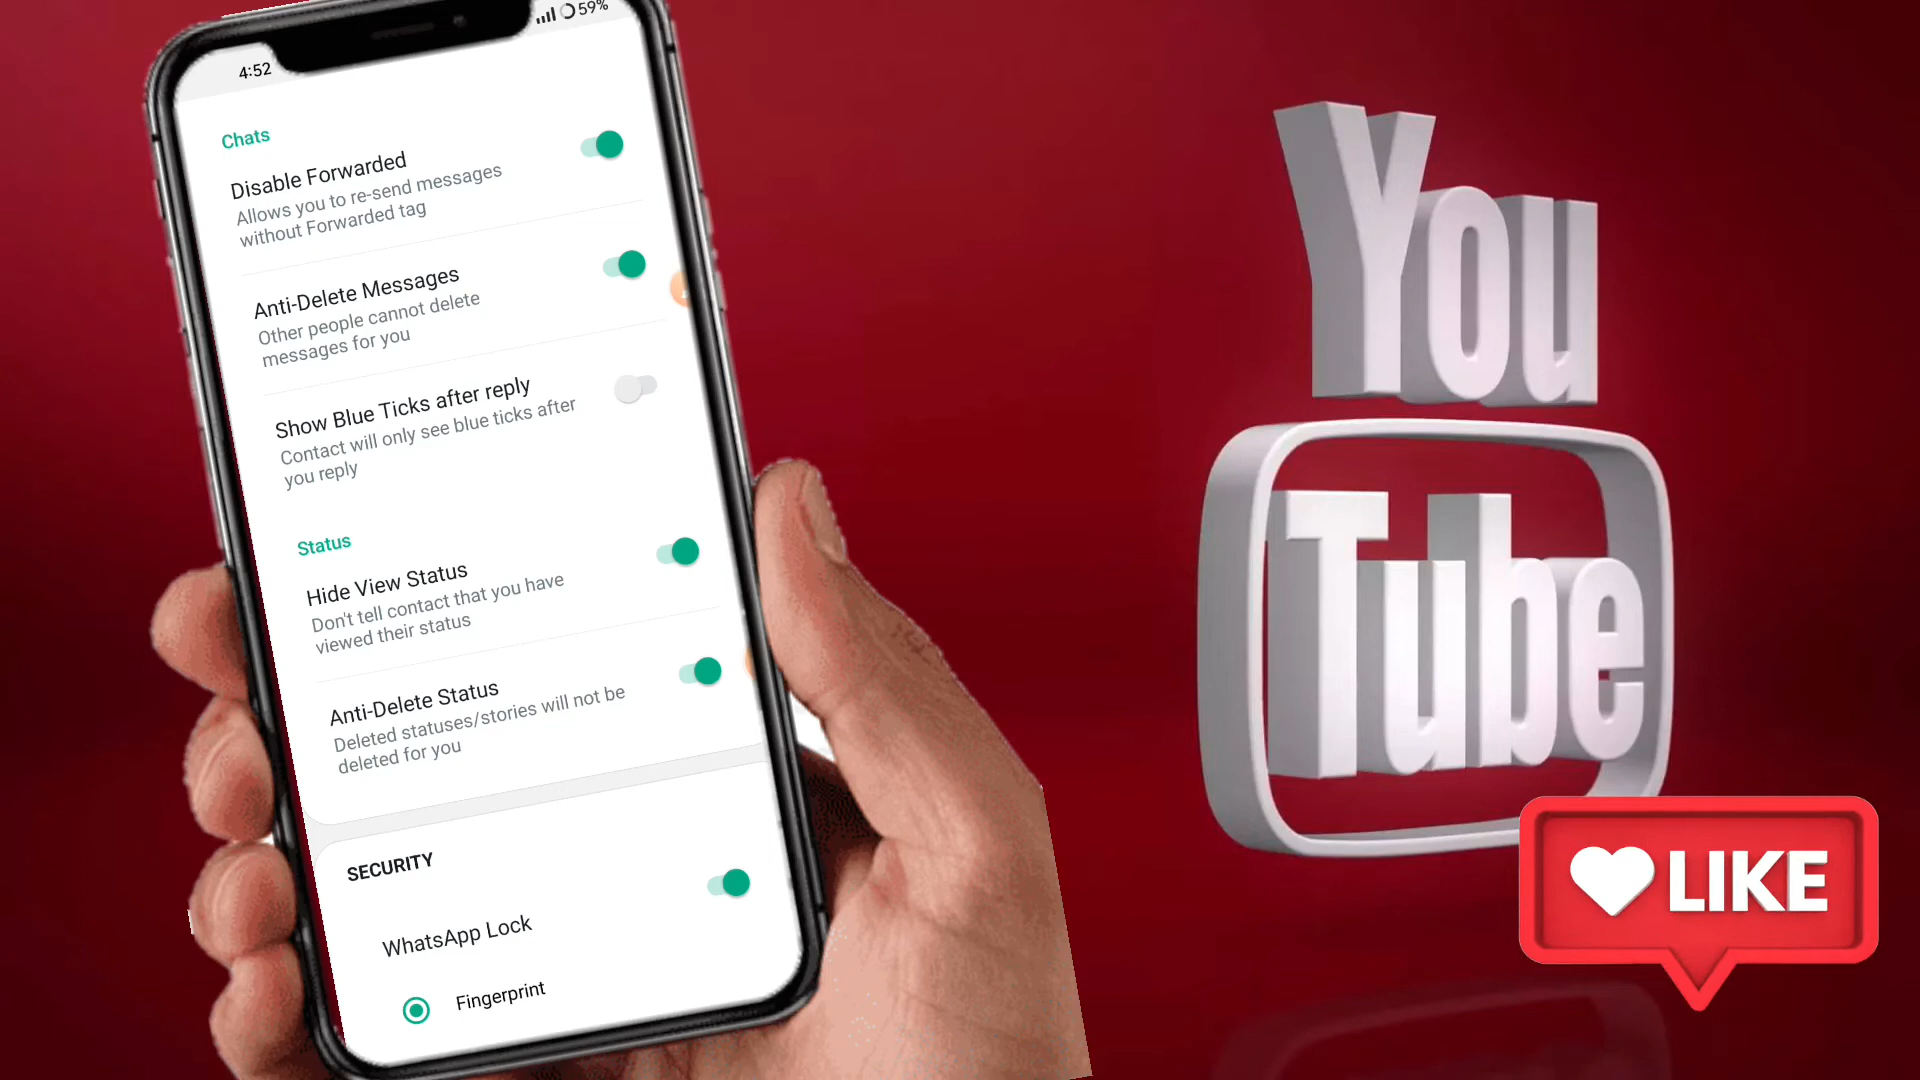 4:52
59%
Chats
Disable Forwarded
Allows you to re-send messages
without Forwarded tag
Anti-Delete Messages
Other people cannot delete
messages for you
Show Blue Ticks after reply
Contact will only see blue ticks after
you reply
Status
Hide View Status
Don't tell contact that you have
viewed their status
Anti-Delete Status
Deleted statuses/stories will not be
deleted for you
SECURITY
WhatsApp Lock
Fingerprint
You
Tube
LIKE